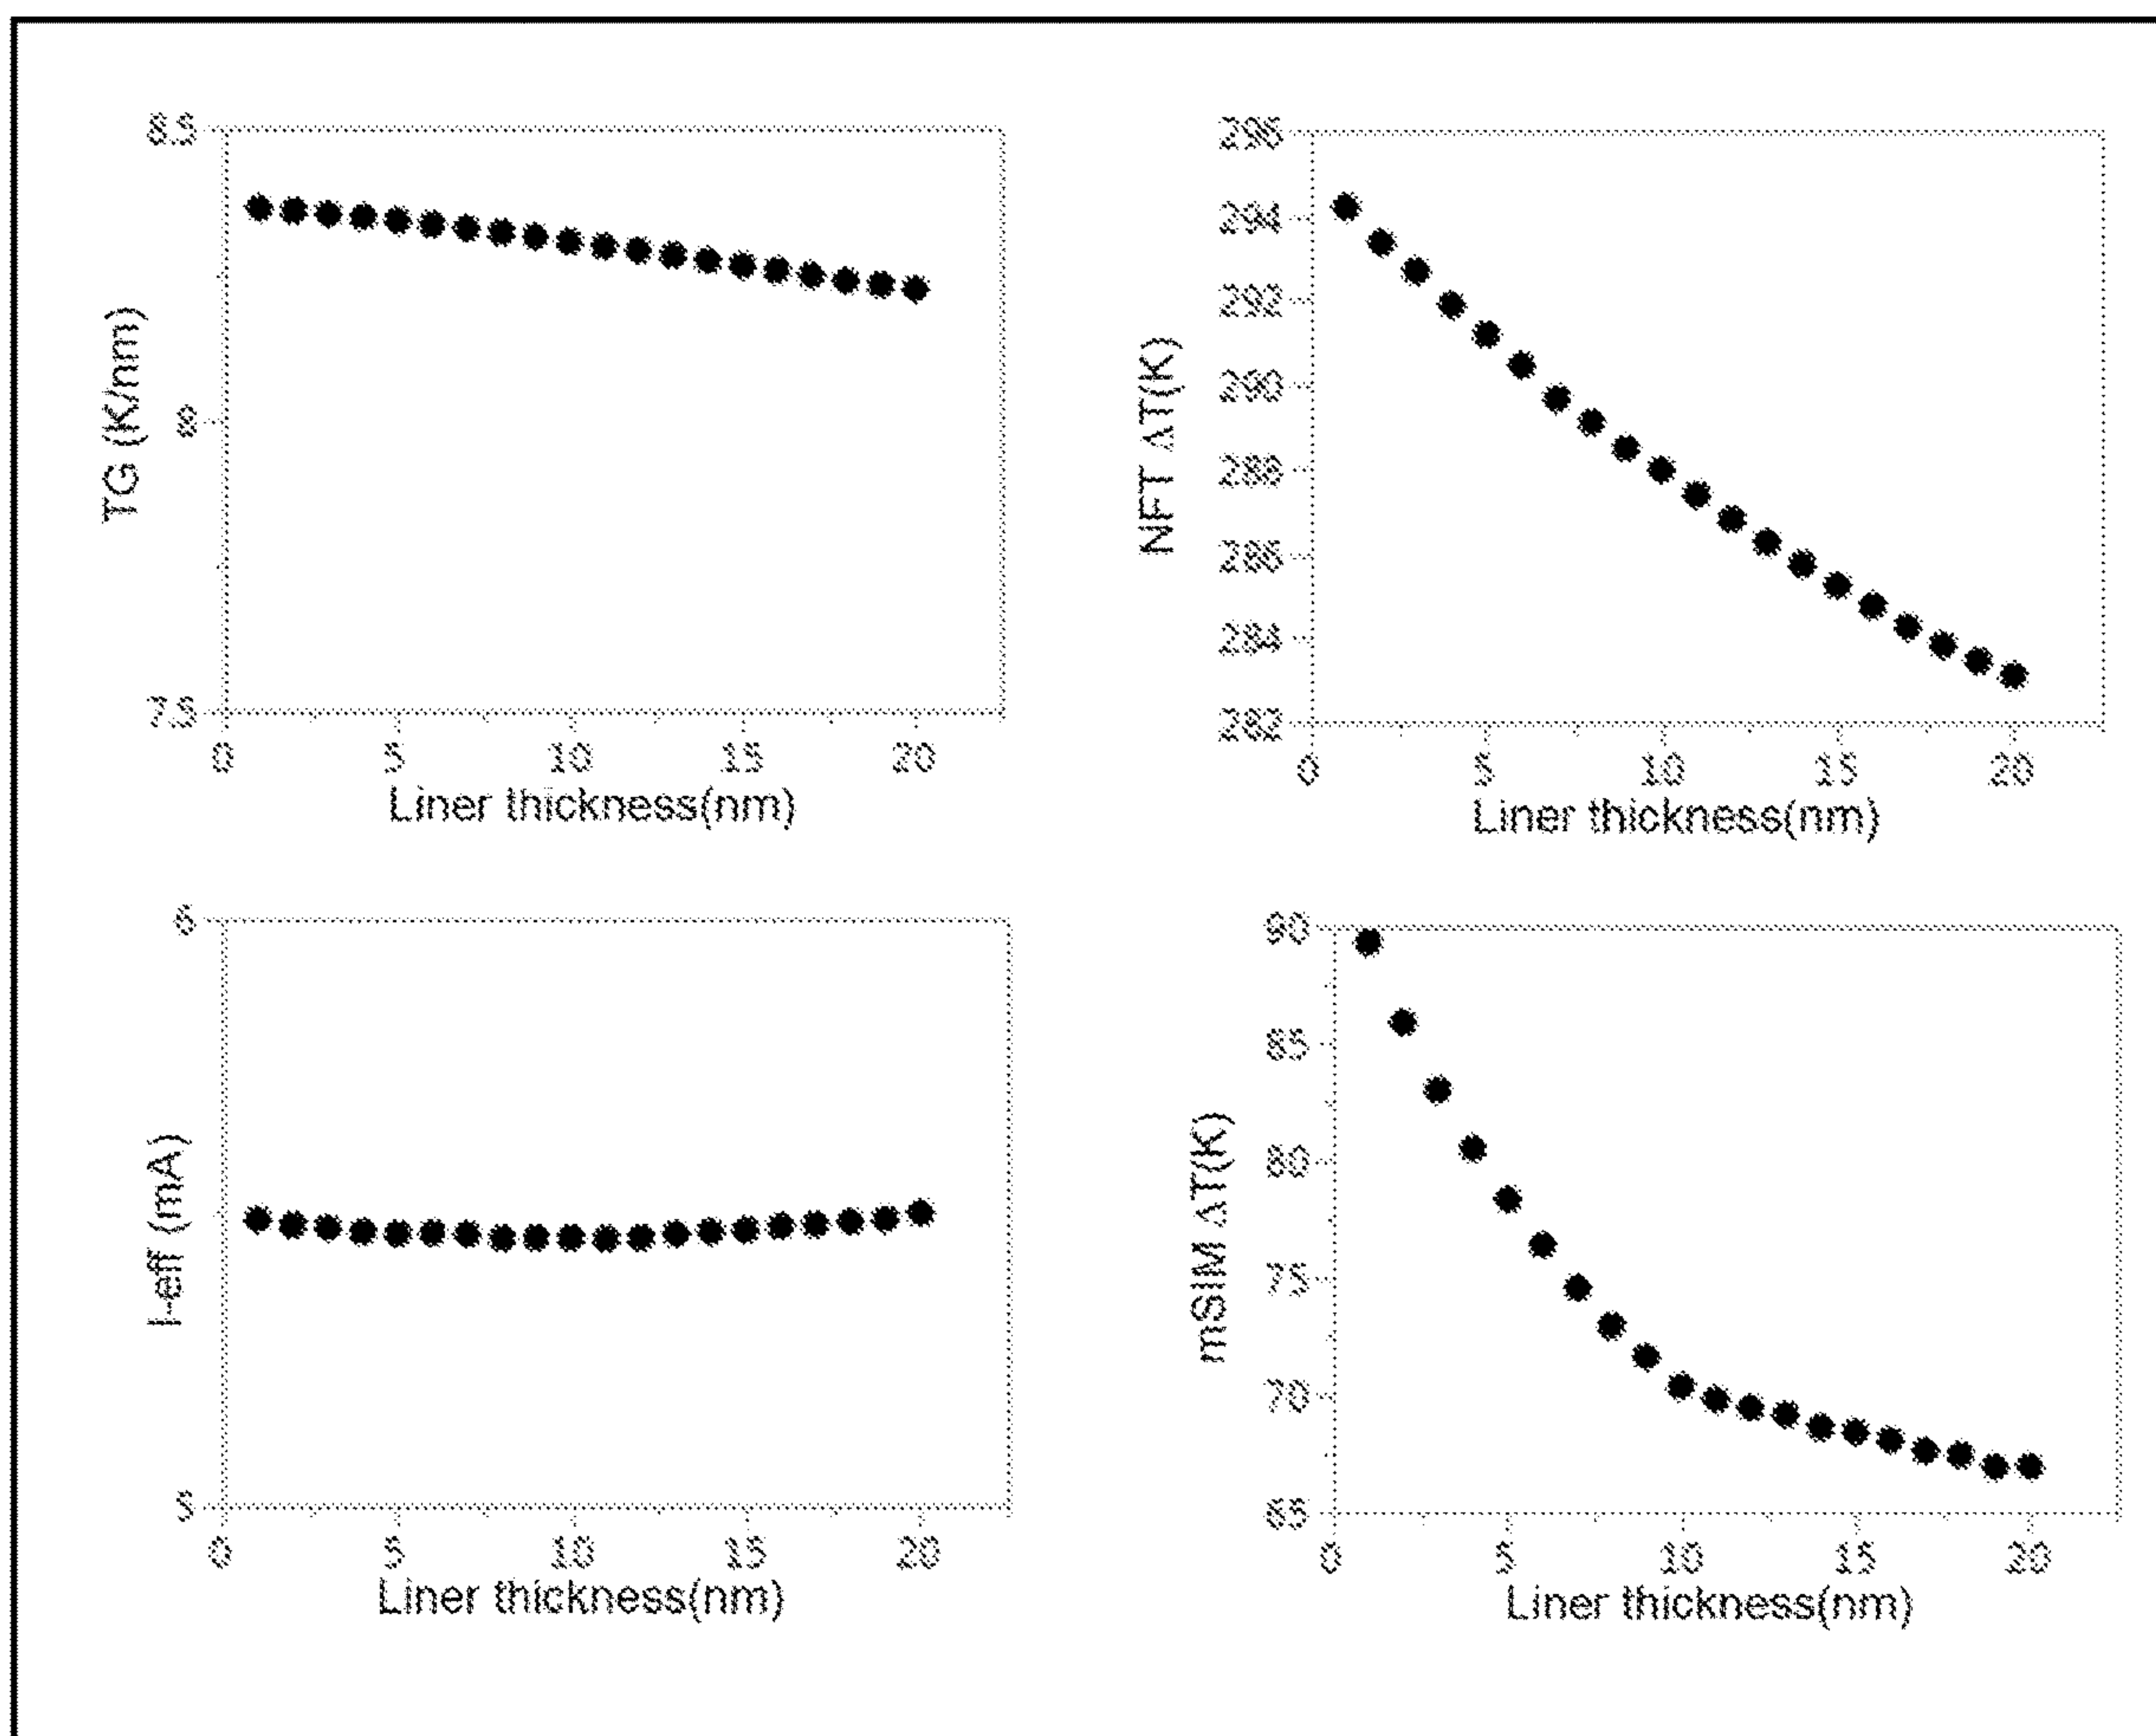 8.5
8
7.5
TG (K/nm)
0 5 10 15 20
Liner thickness(nm)
296
294
292
290
288
286
284
282
NFT ΔT(K)
0 5 10 15 20
Liner thickness(nm)
6
5
I-eff (mA)
0 5 10 15 20
Liner thickness(nm)
90
85
80
75
70
65
mSIM ΔT(K)
0 5 10 15 20
Liner thickness(nm)